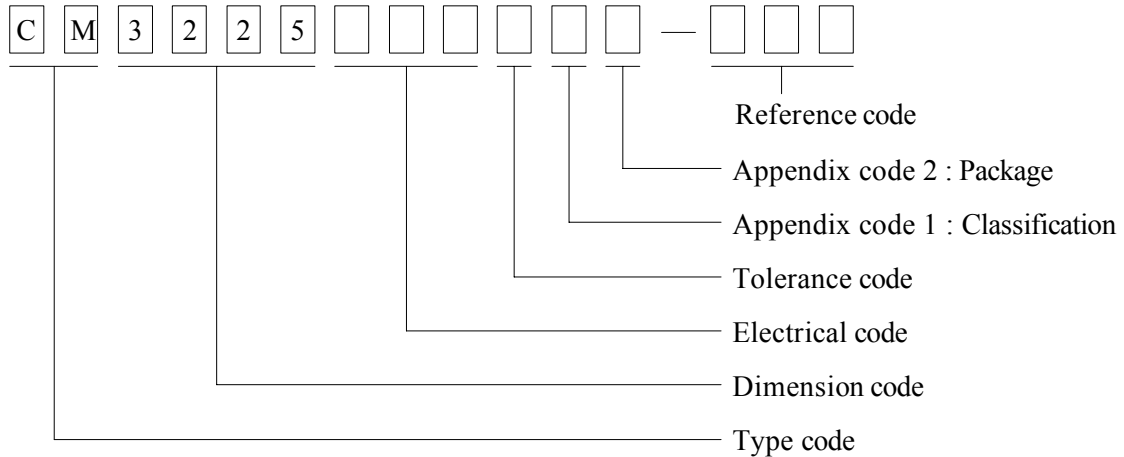 C M 3 2 2 5 —
Reference code
Appendix code 2 : Package
Appendix code 1 : Classification
Tolerance code
Electrical code
Dimension code
Type code